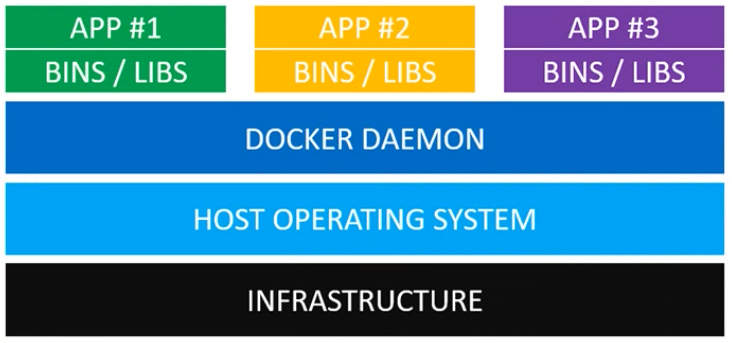 APP #1
APP #2
APP #3
BINS / LIBS
BINS / LIBS
BINS / LIBS
DOCKER DAEMON
HOST OPERATING SYSTEM
INFRASTRUCTURE